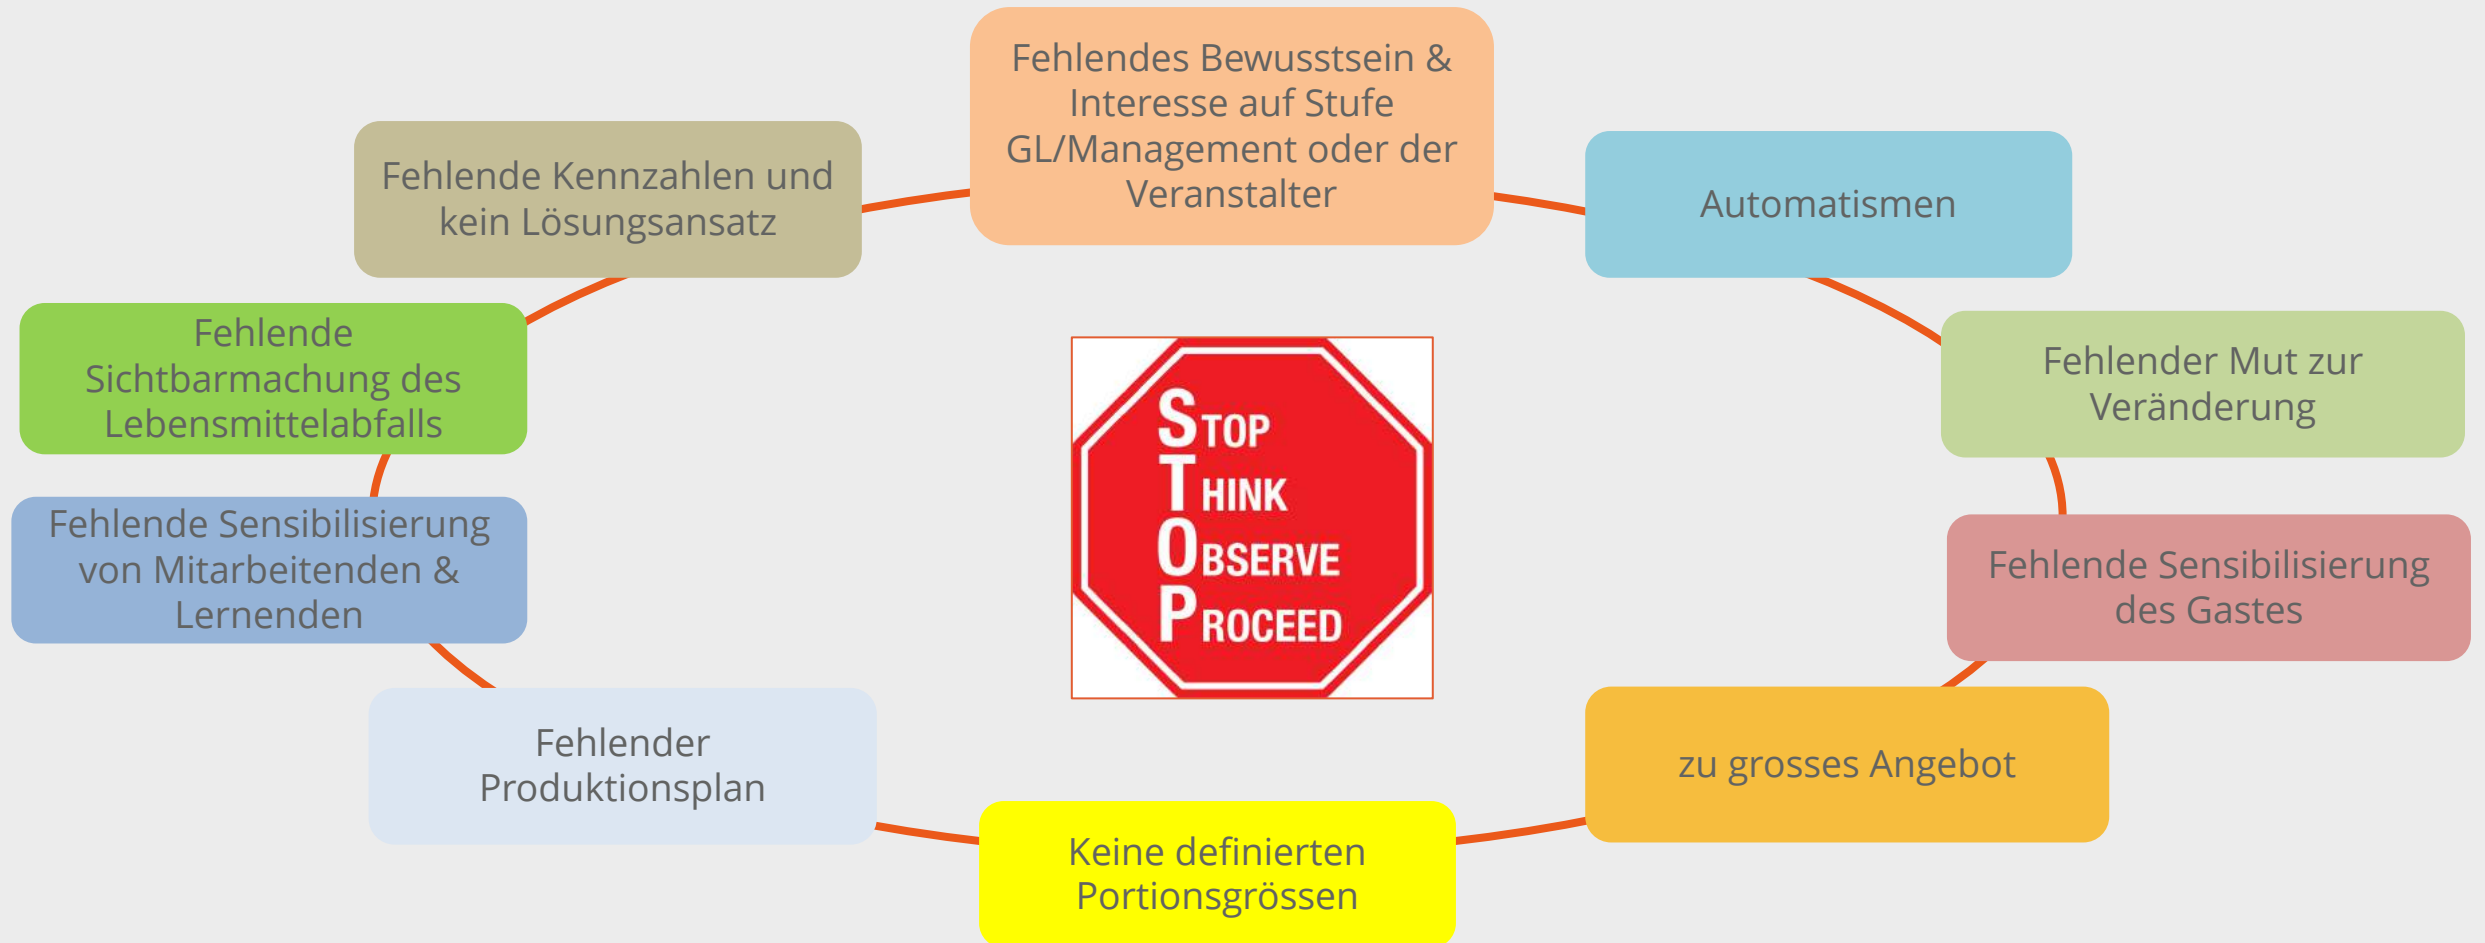 Fehlendes Bewusstsein &
Interesse auf Stufe
GL/Management oder der
Veranstalter
Automatismen
Fehlender Mut zur
Veränderung
Fehlende Sensibilisierung
des Gastes
zu grosses Angebot
Keine definierten
Portionsgrössen
Fehlender
Produktionsplan
Fehlende Sensibilisierung
von Mitarbeitenden &
Lernenden
Fehlende
Sichtbarmachung des
Lebensmittelabfalls
Fehlende Kennzahlen und
kein Lösungsansatz
STOP
THINK
OBSERVE
PROCEED